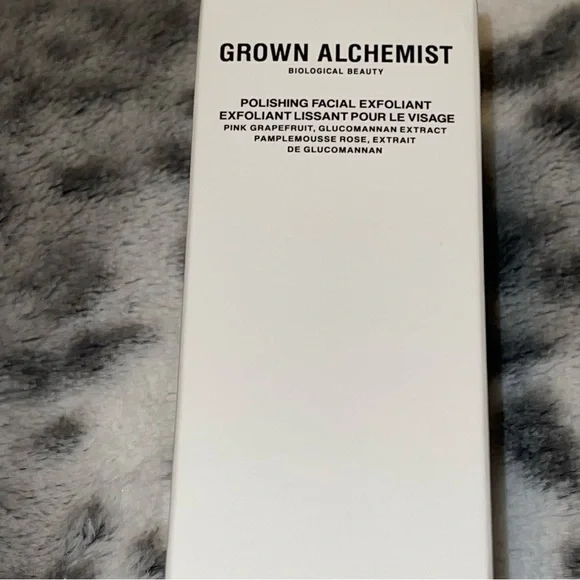 GROWN ALCHEMIST
BIOLOGICAL BEAUTY
POLISHING FACIAL EXFOLIANT
EXFOLIANT LISSANT POUR LE VISAGE
PINK GRAPEFRUIT, GLUCOMANNAN EXTRACT
PAMPLEMOUSSE ROSE, EXTRAIT
DE GLUCOMANNAN